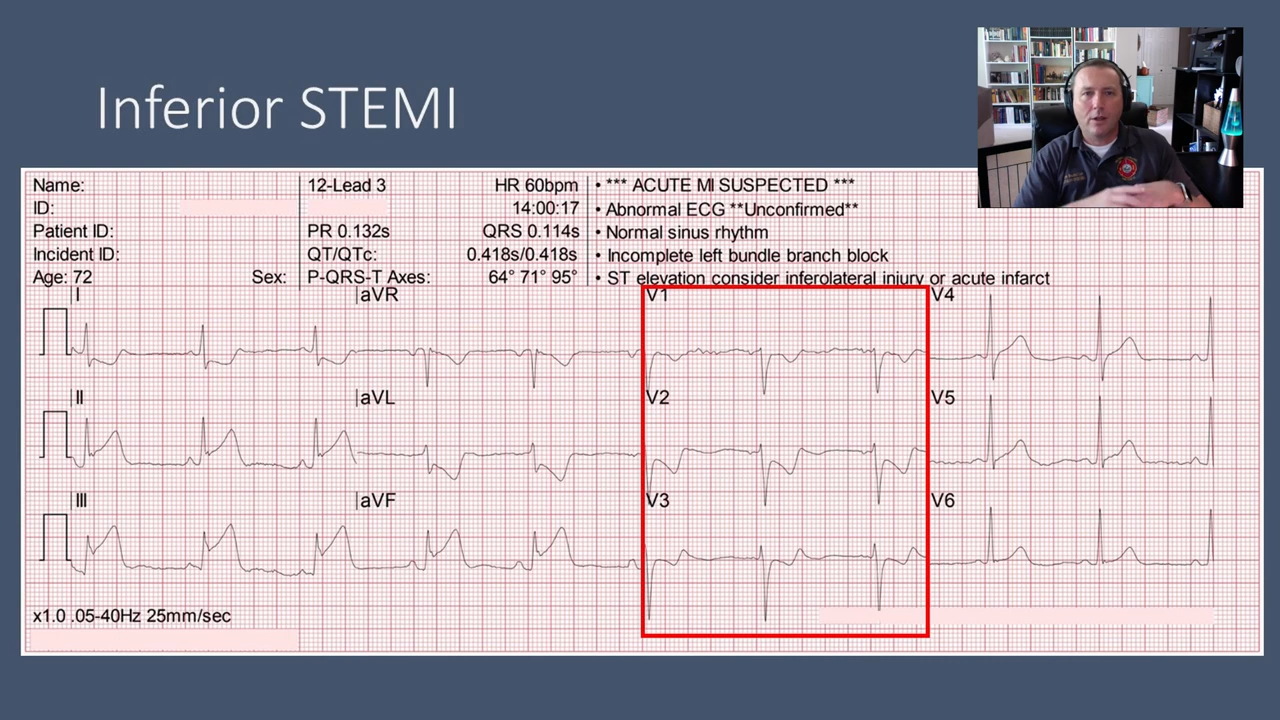 Inferior STEMI
Name:
ID:
Patient ID:
Incident ID:
Age: 72 Sex:
12-Lead 3 HR 60bpm
14:00:17
PR 0.132s QRS 0.114s
QT/QTc: 0.418s/0.418s
P-QRS-T Axes: 64° 71° 95°
• *** ACUTE MI SUSPECTED ***
• Abnormal ECG **Unconfirmed**
• Normal sinus rhythm
• Incomplete left bundle branch block
• ST elevation consider inferolateral injury or acute infarct
I aVR V1 V4
II aVL V2 V5
III aVF V3 V6
x1.0 .05-40Hz 25mm/sec